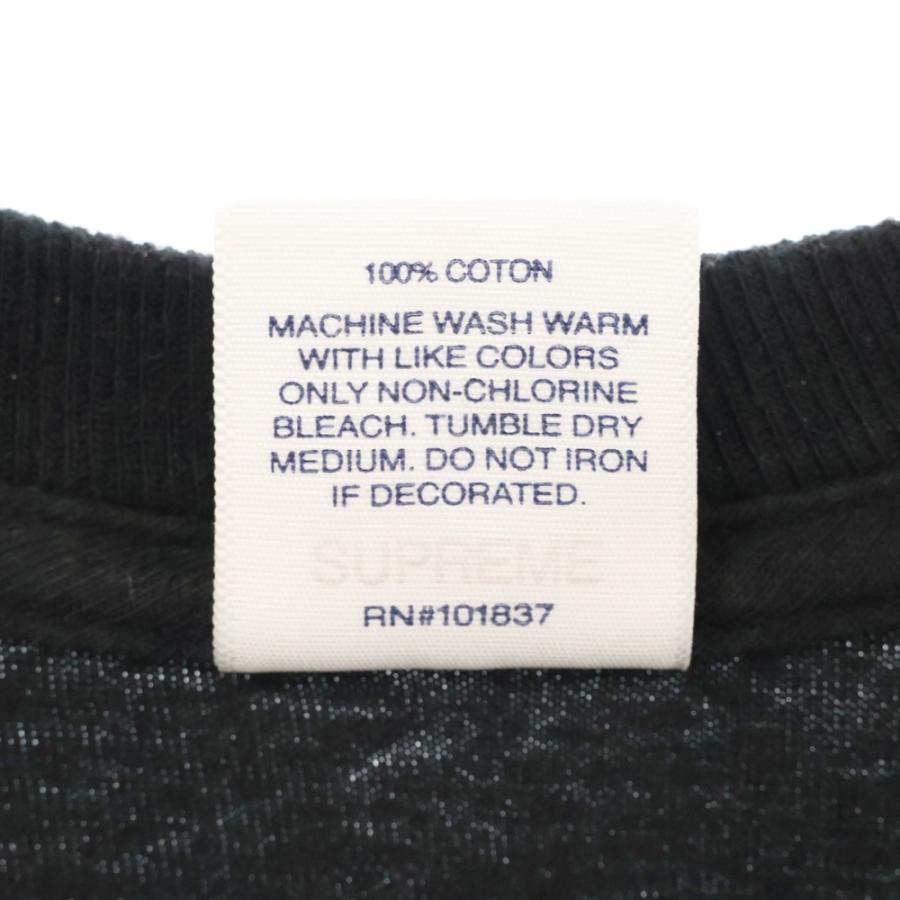 100% COTON
MACHINE WASH WARM
WITH LIKE COLORS
ONLY NON-CHLORINE
BLEACH. TUMBLE DRY
MEDIUM. DO NOT IRON
IF DECORATED.
SUPREME
RN#101837